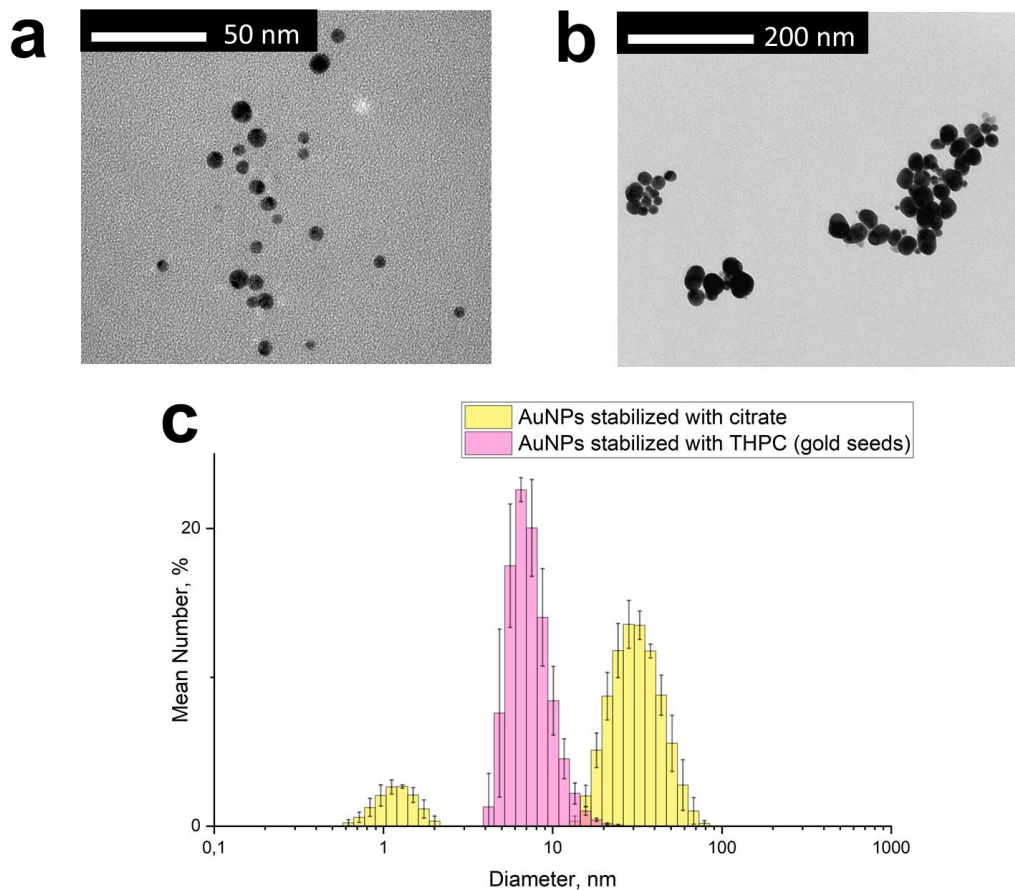 a
50 nm
b
200 nm
c
AuNPs stabilized with citrate
AuNPs stabilized with THPC (gold seeds)
Mean Number, %
20
0
0,1
1
10
100
1000
Diameter, nm